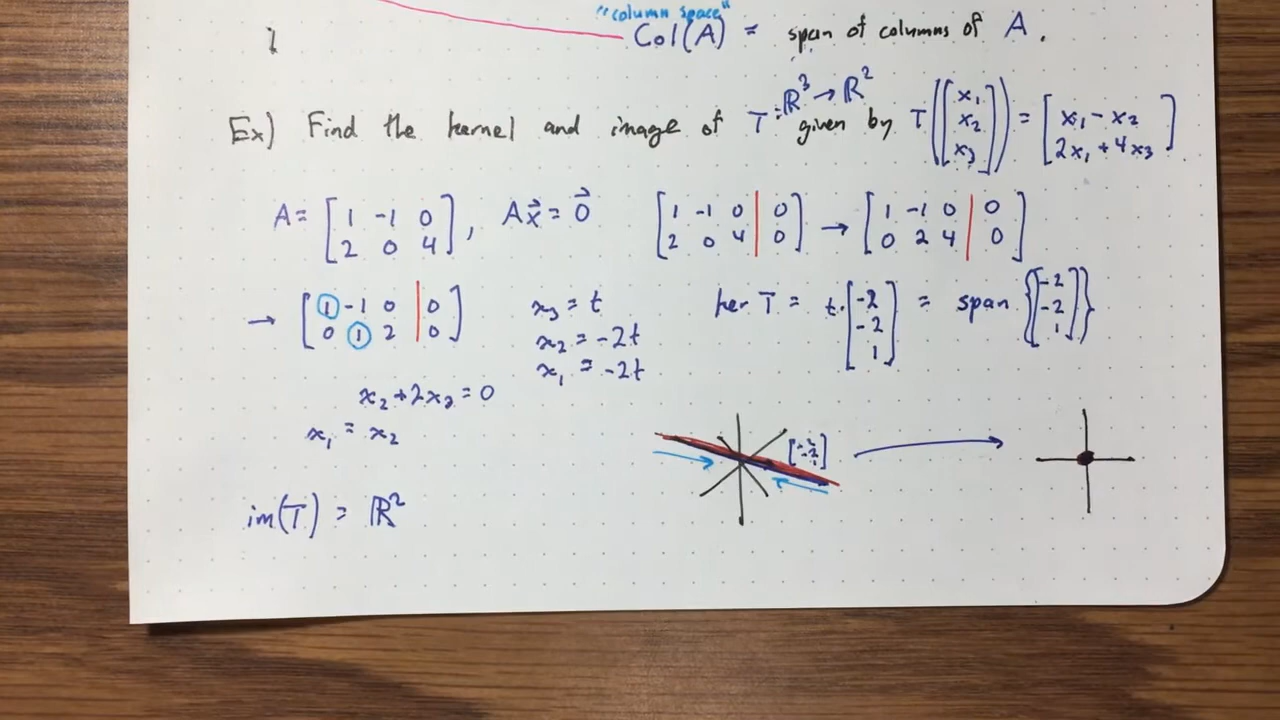 "column space"
Col(A) = span of columns of A.
Ex) Find the kernel and image of T: ℝ³ → ℝ² given by T([x₁ x₂ x₃]) = [x₁ - x₂ 2x₁ + 4x₃]
A = [1 -1 0 2 0 4], Ax⃗ = 0⃗ [1 -1 0 | 0 2 0 4 | 0] → [1 -1 0 | 0 0 2 4 | 0]
→ [1 -1 0 | 0 0 1 2 | 0]
x₃ = t
x₂ = -2t
x₁ = -2t
ker T = t·[-2 -2 1] = span {[-2 -2 1]}
x₂ + 2x₃ = 0
x₁ = x₂
[-2 -2 1]
im(T) = ℝ²